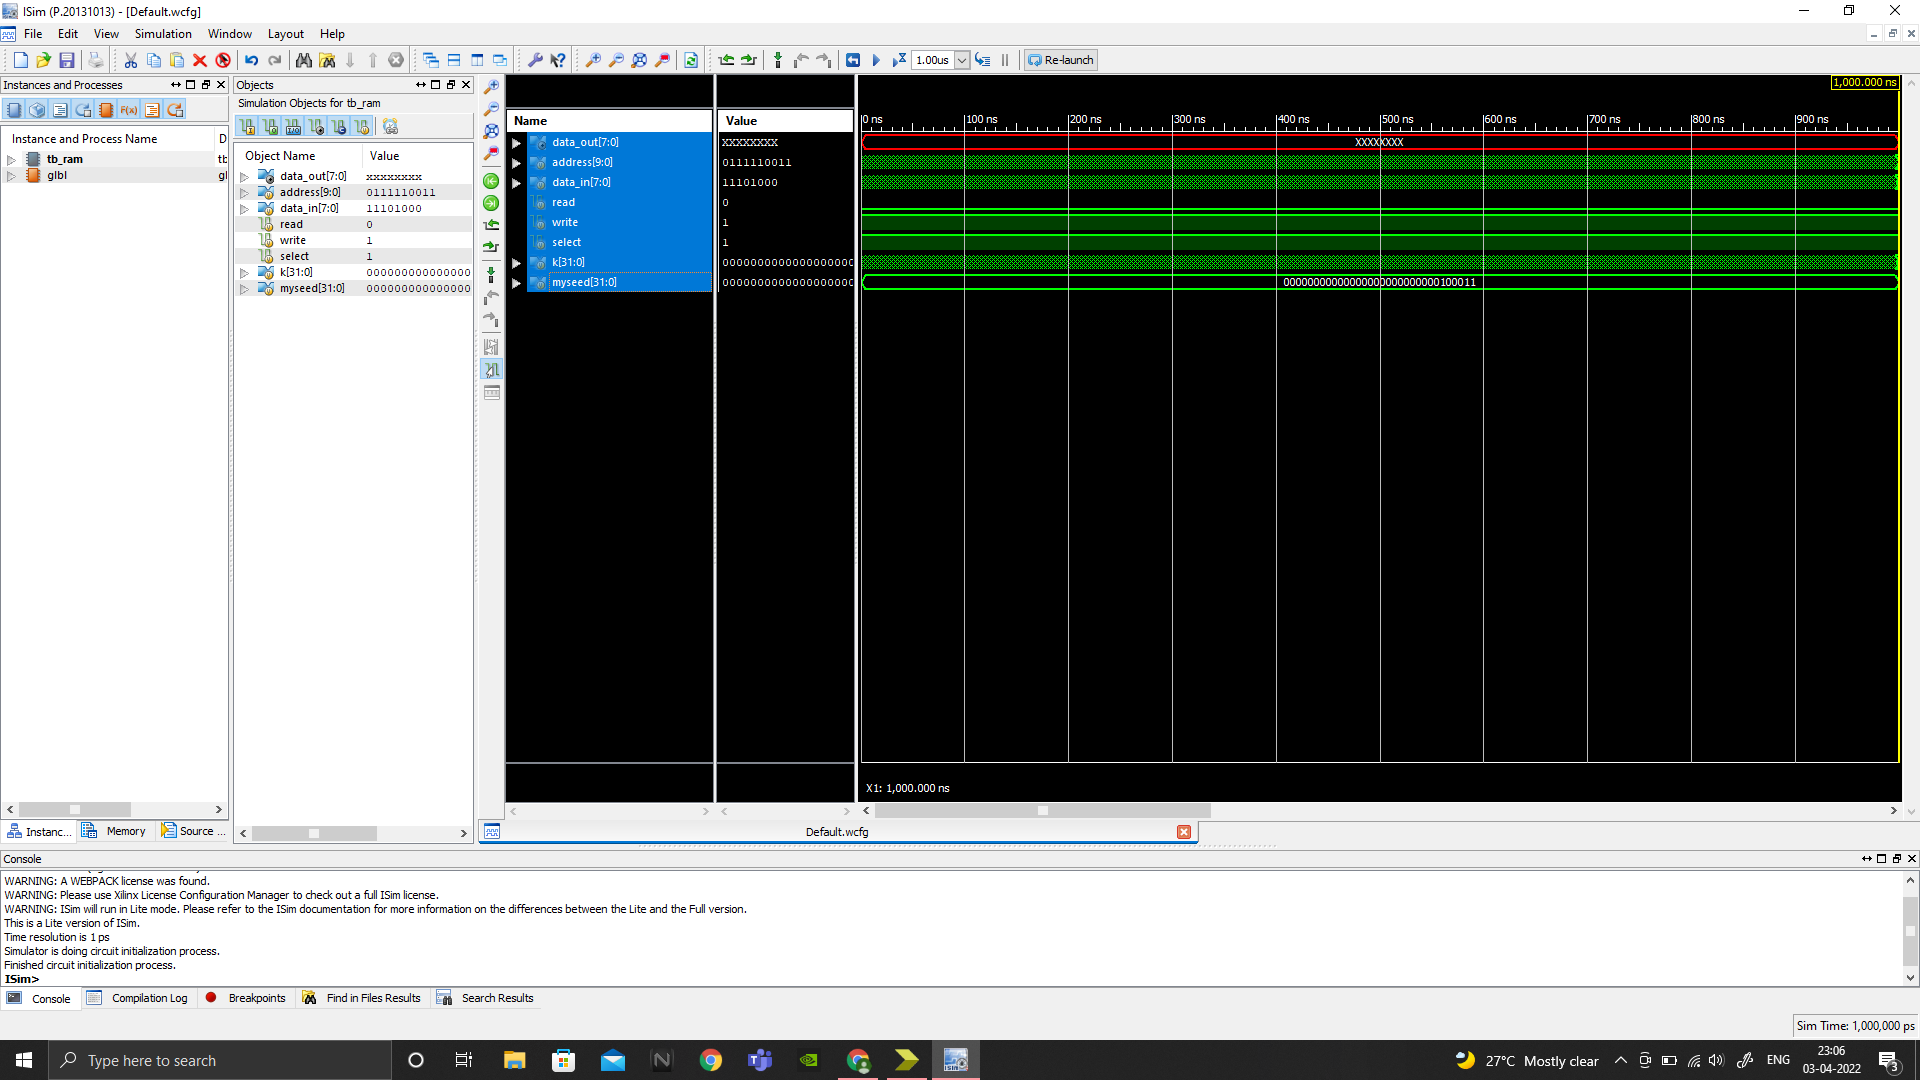 ISim (P.20131013) - [Default.wcfg]
File Edit View Simulation Window Layout Help
1.00us Re-launch
Instances and Processes
Instance and Process Name D
tb_ram tb
glbl gl
Instanc... Memory Source ...
Objects
Simulation Objects for tb_ram
Object Name Value
data_out[7:0] xxxxxxxx
address[9:0] 0111110011
data_in[7:0] 11101000
read 0
write 1
select 1
k[31:0] 0000000000000000
myseed[31:0] 0000000000000000
Name Value
data_out[7:0] XXXXXXXX
address[9:0] 0111110011
data_in[7:0] 11101000
read 0
write 1
select 1
k[31:0]
myseed[31:0]
1,000.000 ns
0 ns 100 ns 200 ns 300 ns 400 ns 500 ns 600 ns 700 ns 800 ns 900 ns
XXXXXXXX
00000000000000000000000000100011
X1: 1,000.000 ns
Default.wcfg
Console
WARNING: A WEBPACK license was found.
WARNING: Please use Xilinx License Configuration Manager to check out a full ISim license.
WARNING: ISim will run in Lite mode. Please refer to the ISim documentation for more information on the differences between the Lite and the Full version.
This is a Lite version of ISim.
Time resolution is 1 ps
Simulator is doing circuit initialization process.
Finished circuit initialization process.
ISim>
Console Compilation Log Breakpoints Find in Files Results Search Results
Sim Time: 1,000,000 ps
Type here to search
27°C Mostly clear ENG
23:06
03-04-2022
3